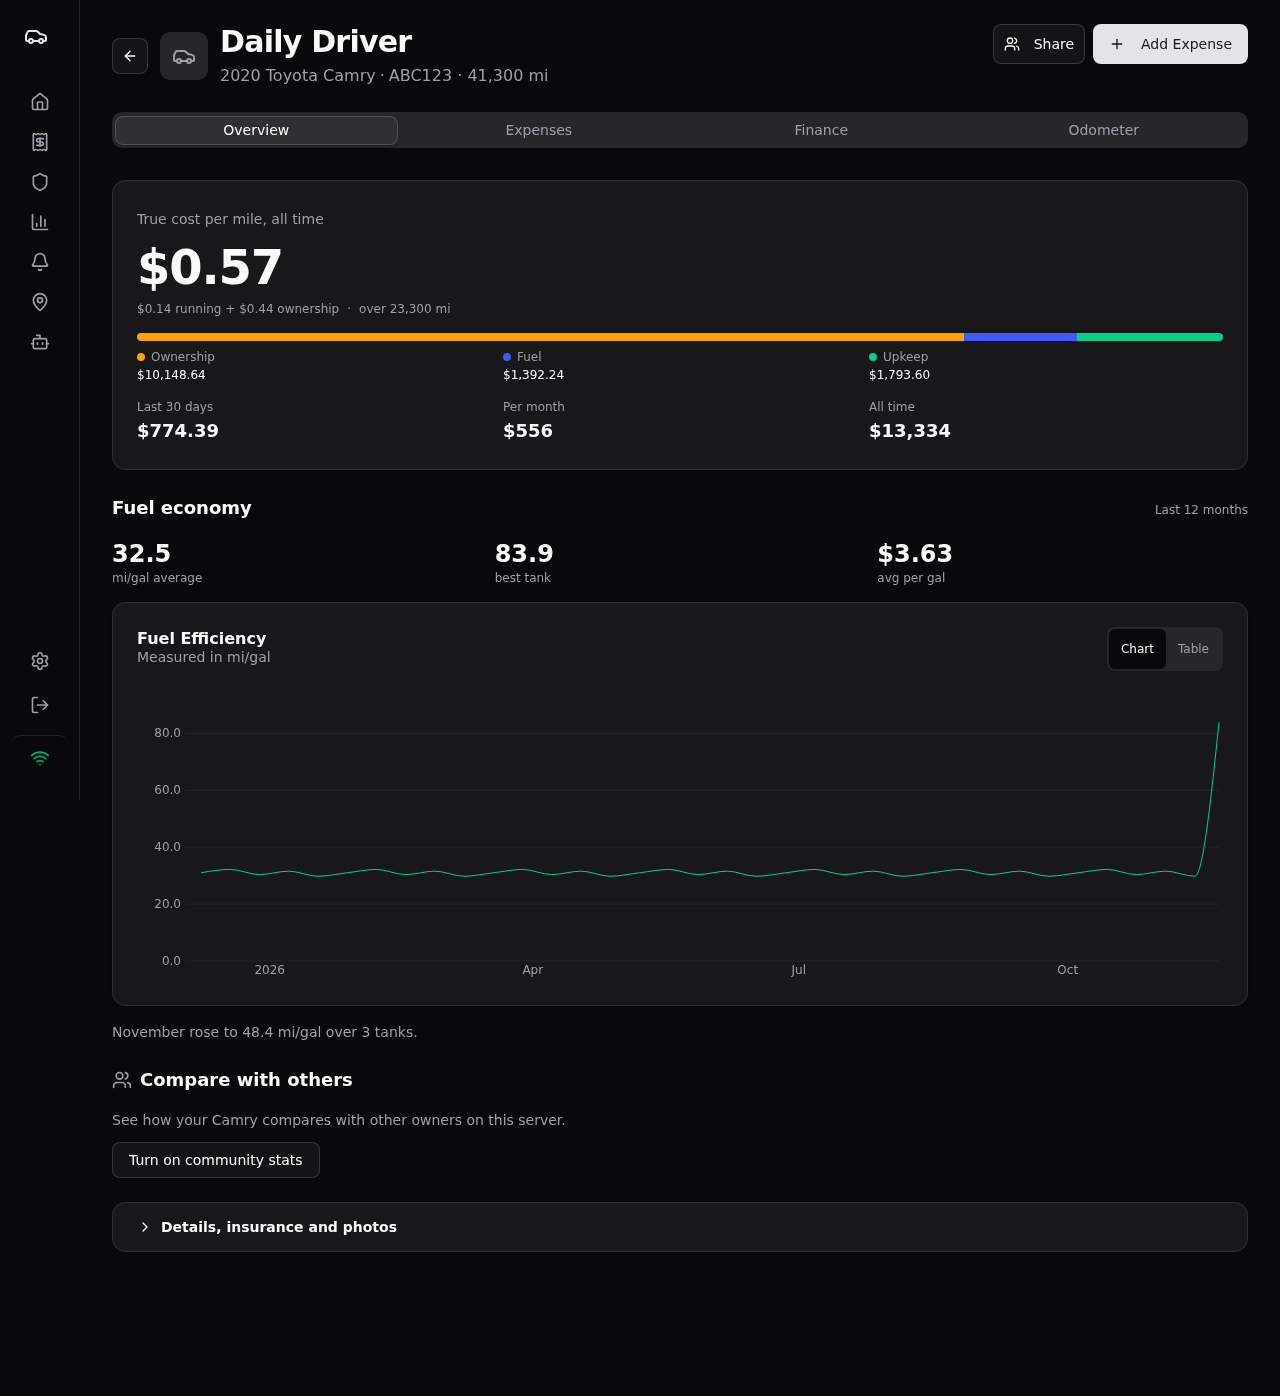 Daily Driver
2020 Toyota Camry · ABC123 · 41,300 mi
Share
Add Expense
Overview
Expenses
Finance
Odometer
True cost per mile, all time
$0.57
$0.14 running + $0.44 ownership · over 23,300 mi
Ownership
$10,148.64
Fuel
$1,392.24
Upkeep
$1,793.60
Last 30 days
$774.39
Per month
$556
All time
$13,334
Fuel economy
Last 12 months
32.5
mi/gal average
83.9
best tank
$3.63
avg per gal
Fuel Efficiency
Measured in mi/gal
Chart
Table
80.0
60.0
40.0
20.0
0.0
2026
Apr
Jul
Oct
November rose to 48.4 mi/gal over 3 tanks.
Compare with others
See how your Camry compares with other owners on this server.
Turn on community stats
Details, insurance and photos